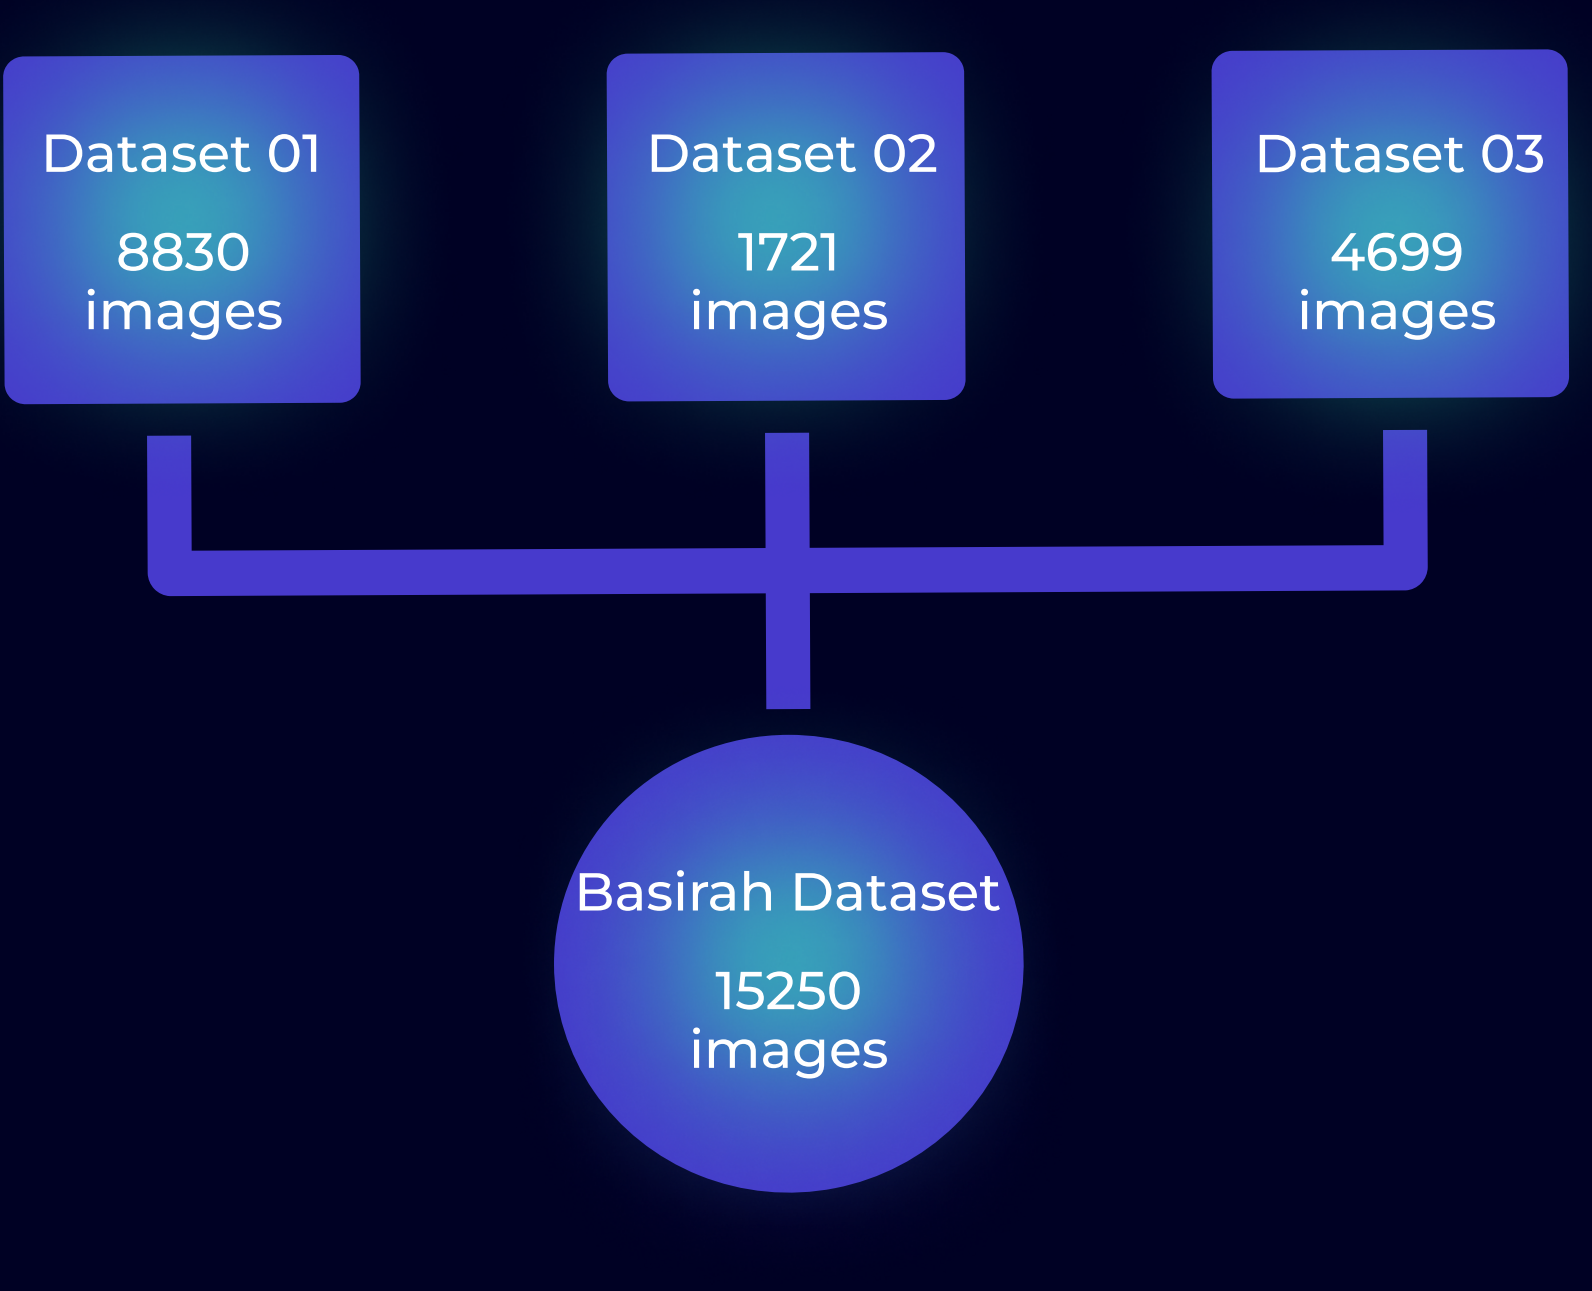 Dataset 01
8830
images
Dataset 02
1721
images
Dataset 03
4699
images
Basirah Dataset
15250
images